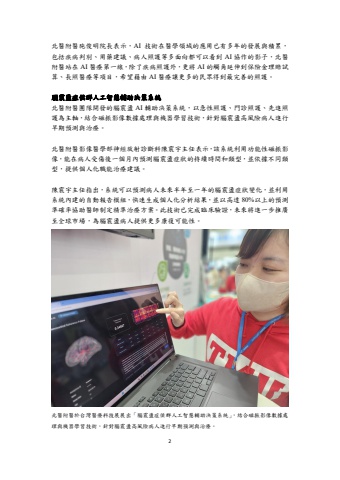 北醫附醫施俊明院長表示，AI 技術在醫學領域的應用已有多年的發展與積累，
包括疾病判別、用藥建議、病人照護等多面向都可以看到 AI 協作的影子，北醫
附醫站在 AI 醫療第一線，除了疾病照護外，更將 AI 的觸角延伸到保險金理賠試
算、長照醫療等項目，希望藉由 AI 醫療讓更多的民眾得到最完善的照護。
腦震盪症候群人工智慧輔助決策系統
北醫附醫團隊開發的腦震盪 AI 輔助決策系統，以急性照護、門診照護、先進照
護為主軸，結合磁振影像數據處理與機器學習技術，針對腦震盪高風險病人進行
早期預測與治療。
北醫附醫影像醫學部神經放射診斷科陳震宇主任表示，該系統利用功能性磁振影
像，能在病人受傷後一個月內預測腦震盪症狀的持續時間和類型，並依據不同類
型，提供個人化職能治療建議。
陳震宇主任指出，系統可以預測病人未來半年至一年的腦震盪症狀變化，並利用
系統內建的自動報告模組，快速生成個人化分析結果，並以高達 80%以上的預測
準確率協助醫師制定精準治療方案。此技術已完成臨床驗證，未來將進一步推廣
至全球市場，為腦震盪病人提供更多康復可能性。
北醫附醫於台灣醫療科技展展出「腦震盪症候群人工智慧輔助決策系統」，結合磁振影像數據處
理與機器學習技術，針對腦震盪高風險病人進行早期預測與治療。
2